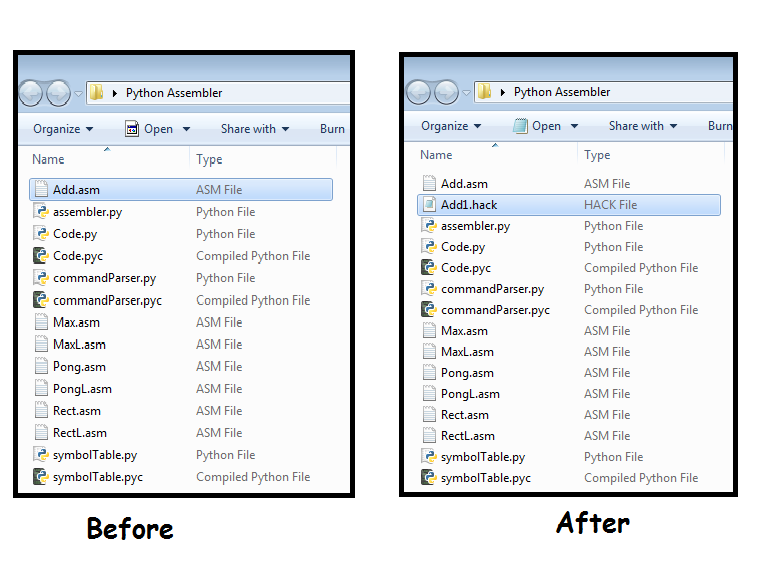 Python Assembler
Organize Open Share with Burn
Name Type
Add.asm ASM File
assembler.py Python File
Code.py Python File
Code.pyc Compiled Python File
commandParser.py Python File
commandParser.pyc Compiled Python File
Max.asm ASM File
MaxL.asm ASM File
Pong.asm ASM File
PongL.asm ASM File
Rect.asm ASM File
RectL.asm ASM File
symbolTable.py Python File
symbolTable.pyc Compiled Python File
Before
Python Assembler
Organize Open Share with Burn
Name Type
Add.asm ASM File
Add1.hack HACK File
assembler.py Python File
Code.py Python File
Code.pyc Compiled Python File
commandParser.py Python File
commandParser.pyc Compiled Python File
Max.asm ASM File
MaxL.asm ASM File
Pong.asm ASM File
PongL.asm ASM File
Rect.asm ASM File
RectL.asm ASM File
symbolTable.py Python File
symbolTable.pyc Compiled Python File
After